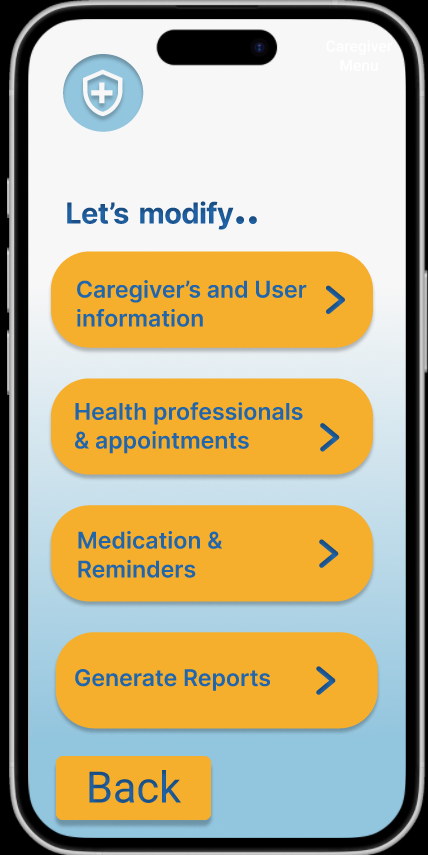 Caregiver
Menu
Let's modify..
Caregiver's and User
information
Health professionals
& appointments
Medication &
Reminders
Generate Reports
Back